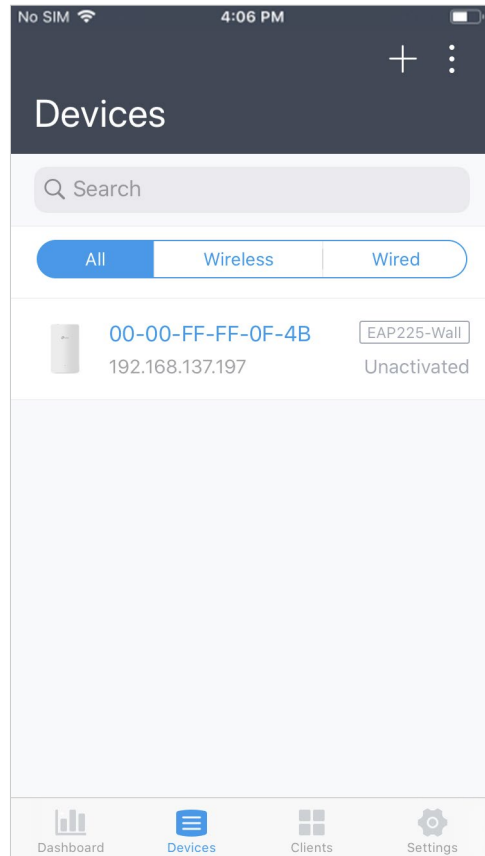 No SIM 4:06 PM
Devices
Search
All Wireless Wired
00-00-FF-FF-0F-4B EAP225-Wall
192.168.137.197 Unactivated
Dashboard Devices Clients Settings